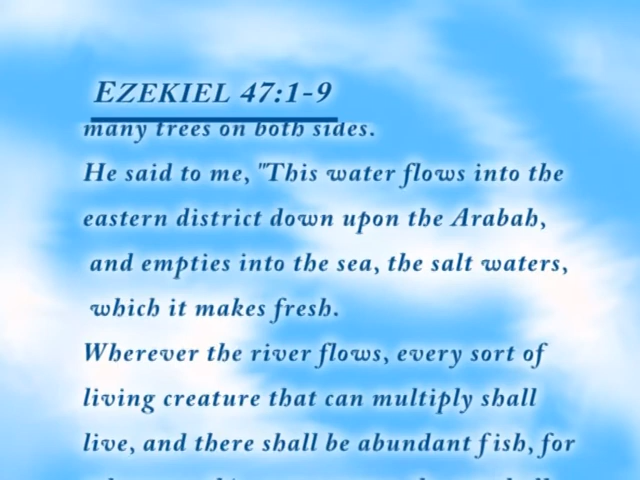 EZEKIEL 47:1-9
many trees on both sides.
He said to me, "This water flows into the
eastern district down upon the Arabah,
and empties into the sea, the salt waters,
which it makes fresh.
Wherever the river flows, every sort of
living creature that can multiply shall
live, and there shall be abundant fish, for